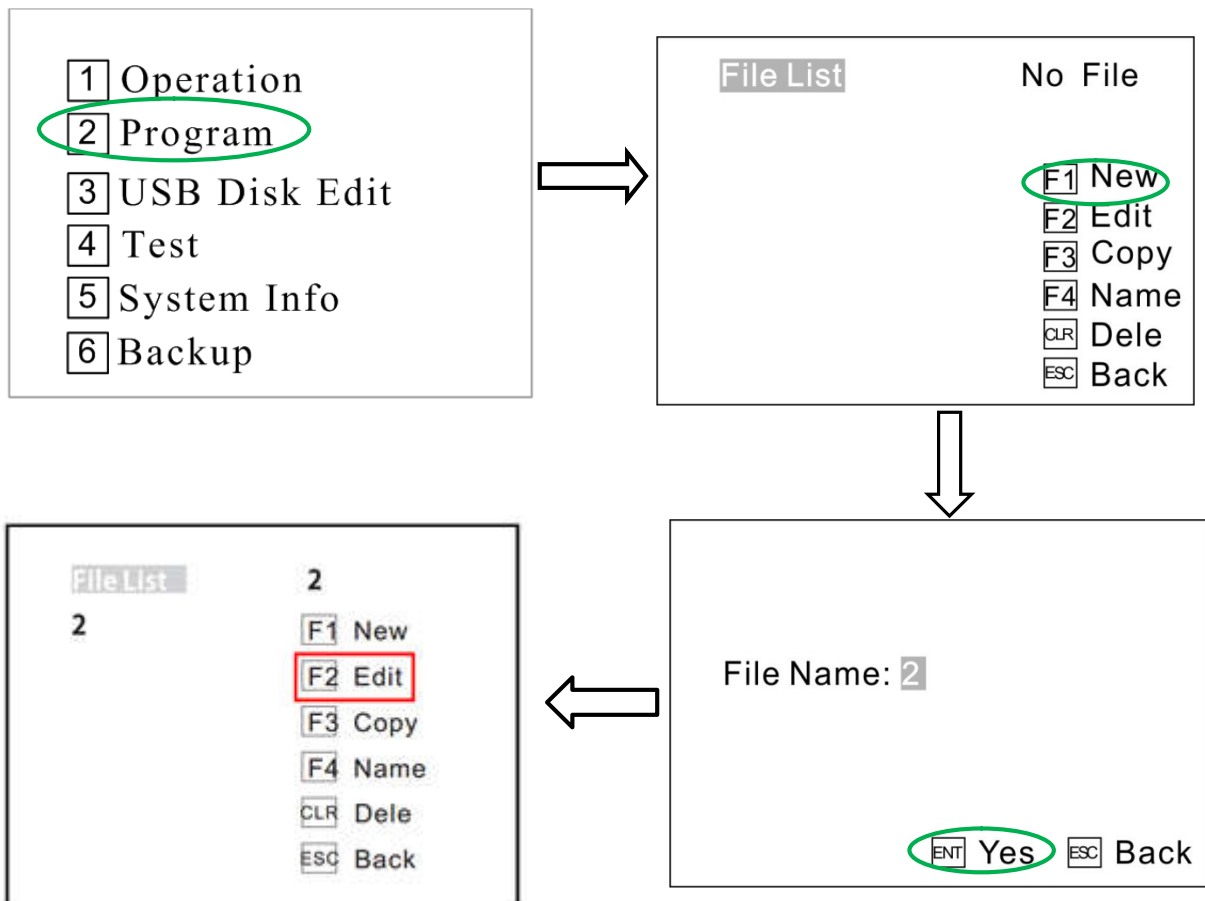 1 Operation
2 Program
3 USB Disk Edit
4 Test
5 System Info
6 Backup
File List No File
F1 New
F2 Edit
F3 Copy
F4 Name
CLR Dele
ESC Back
File Name: 2
ENT Yes ESC Back
File List 2
2 F1 New
F2 Edit
F3 Copy
F4 Name
CLR Dele
ESC Back